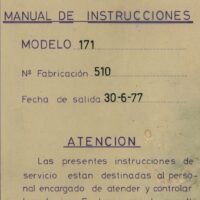 MANUAL DE INSTRUCCIONES
MODELO 171
Nº Fabricación 510
Fecha de salida 30-6-77
ATENCION
Las presentes instrucciones de
servicio estan destinadas al perso-
nal encargado de atender y controlar